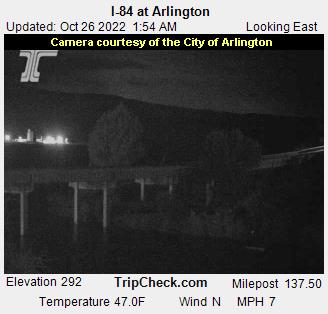 I-84 at Arlington
Updated: Oct 26 2022 1:54 AM Looking East
Camera courtesy of the City of Arlington
Elevation 292 TripCheck.com Milepost 137.50
Temperature 47.0F Wind N MPH 7